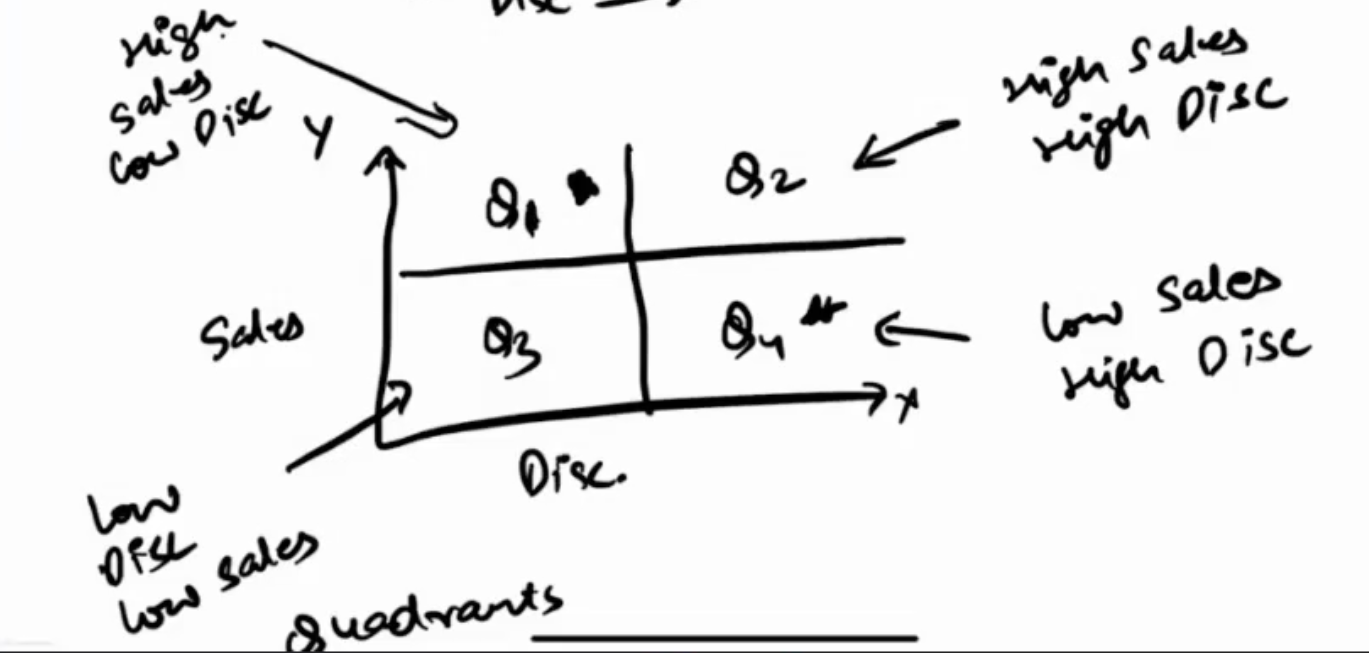 Disc
High
Sales
Low Disc
Y
High Sales
High Disc
Q1
Q2
Sales
Q3
Q4
Low Sales
High Disc
X
Disc.
Low
Disc
Low Sales
Quadrants